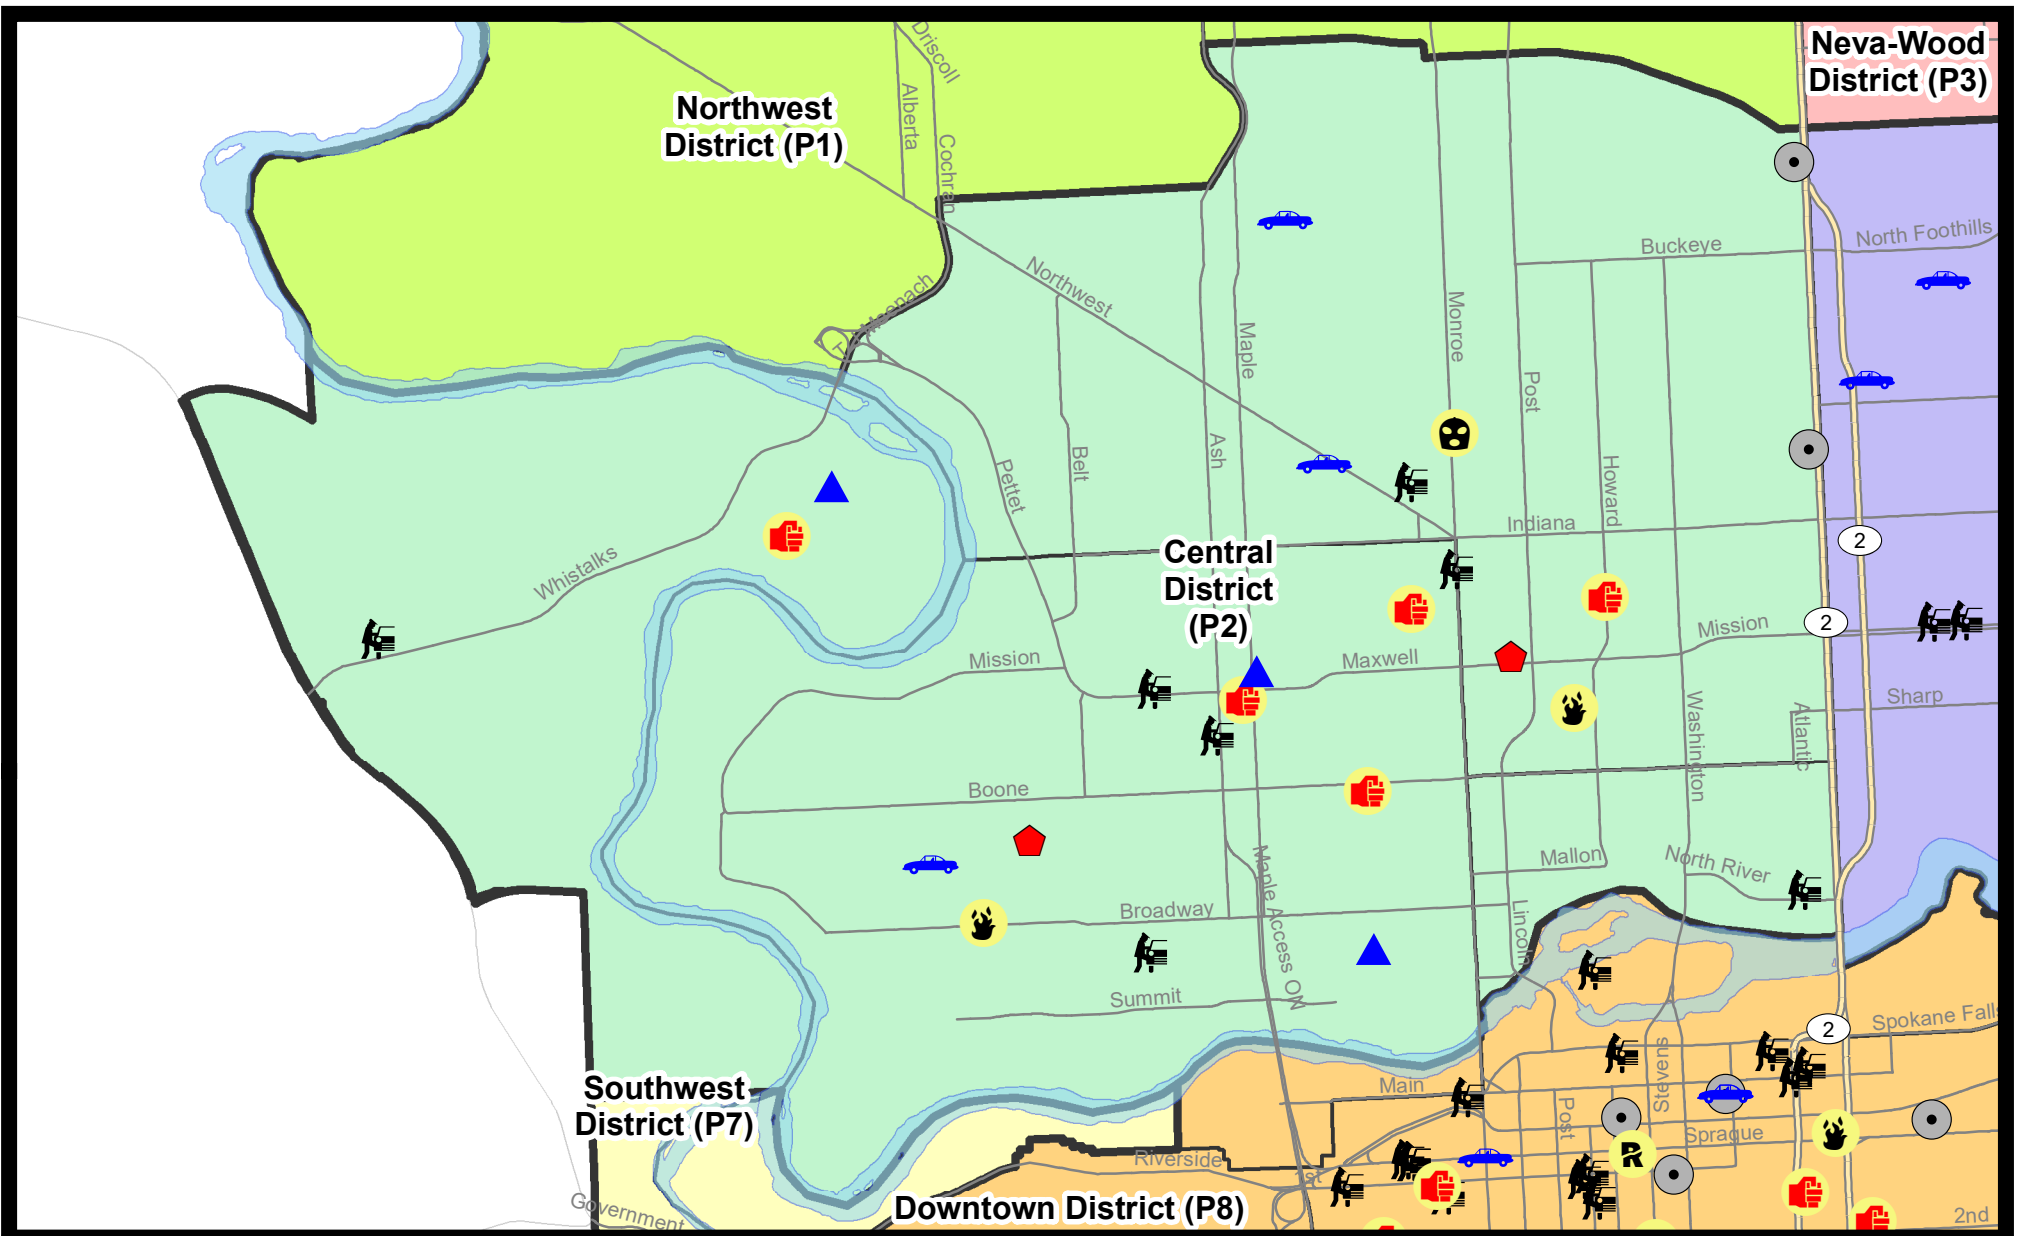 Neva-Wood
District (P3)
Northwest
District (P1)
Driscoll
Alberta
Cochran
North Foothills
Buckeye
Northwest
Monroe
Maple
Post
Belt
Ash
Howard
Pettet
Indiana
2
Central
District
(P2)
Whistalks
2
Mission
Mission
Maxwell
Sharp
Washington
Atlantic
Boone
Mallon
North River
Maple Access ON
Broadway
Lincoln
Summit
2
Spokane Falls
Stevens
Main
Post
Southwest
District (P7)
Sprague
R
Riverside
1st
Government
Downtown District (P8)
2nd